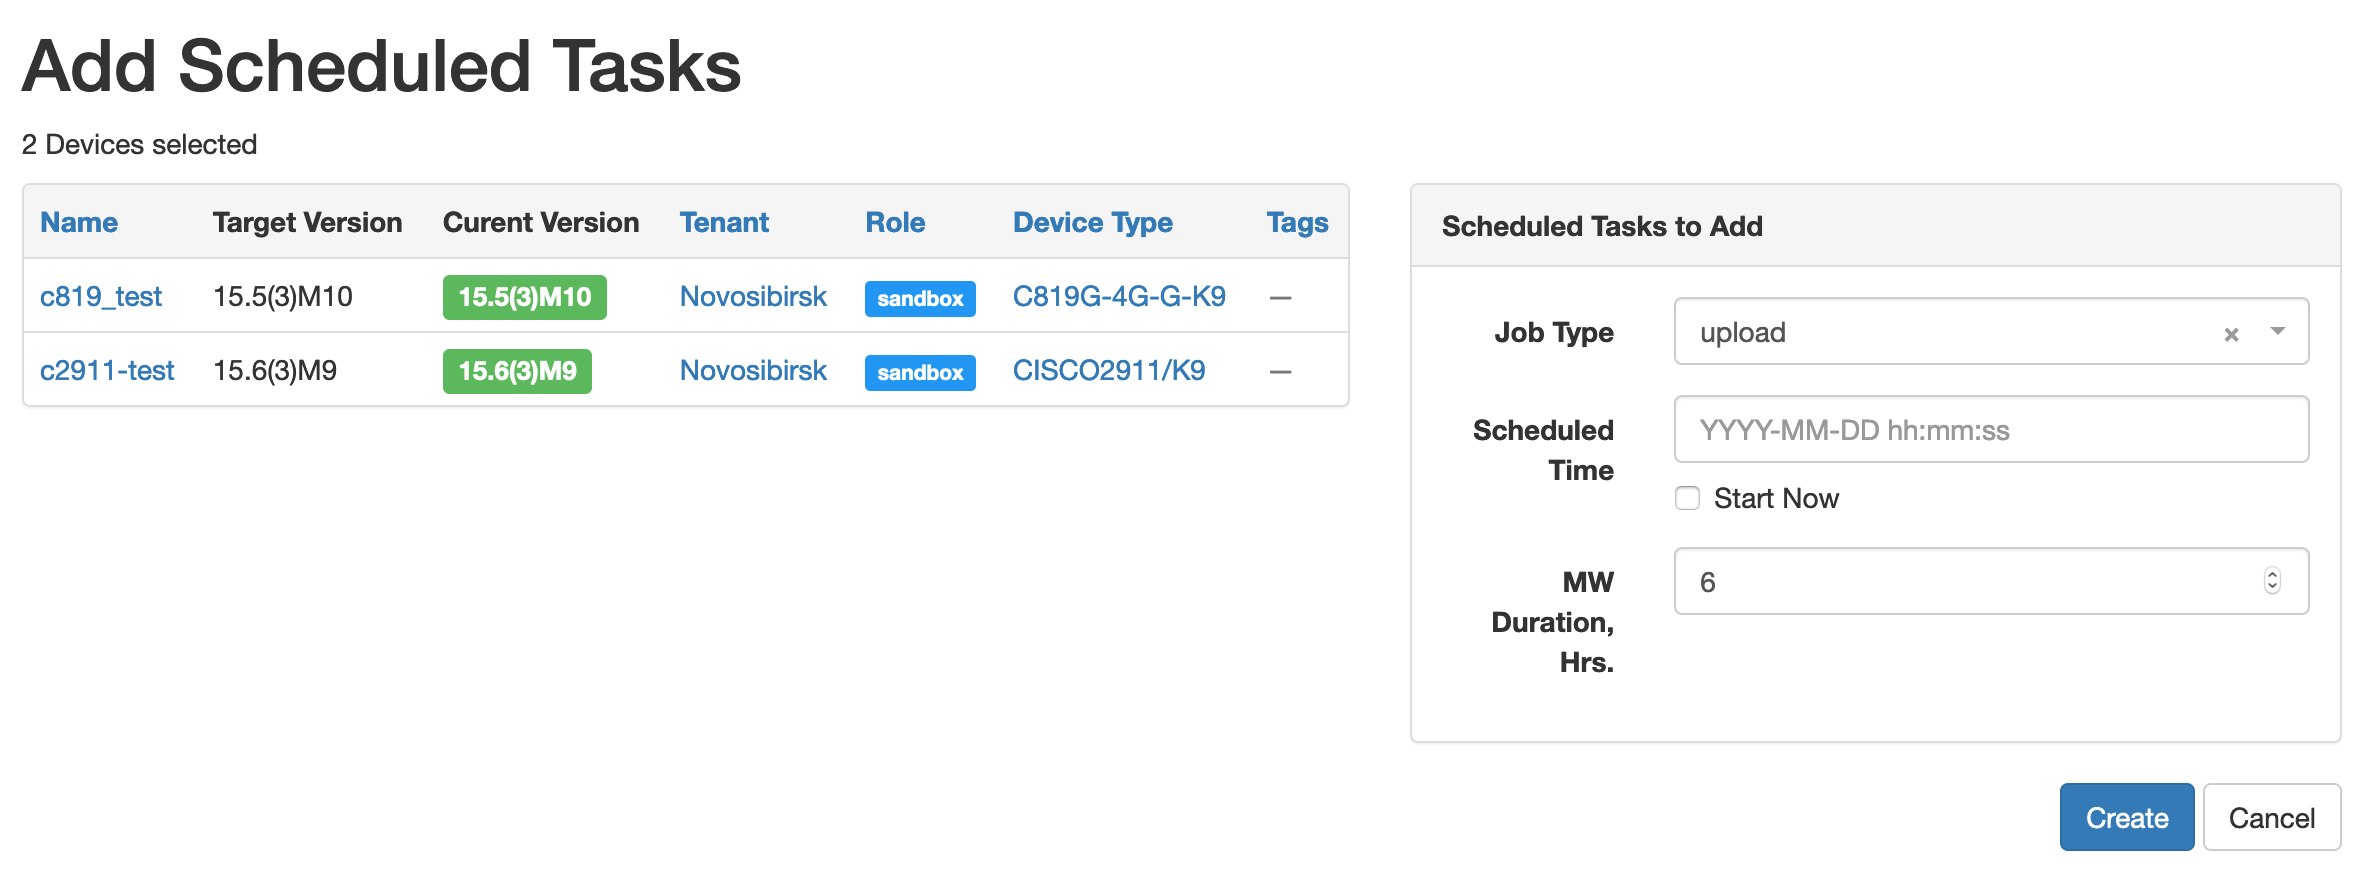 Add Scheduled Tasks
2 Devices selected
Name Target Version Curent Version Tenant Role Device Type Tags
c819_test 15.5(3)M10 15.5(3)M10 Novosibirsk sandbox C819G-4G-G-K9 —
c2911-test 15.6(3)M9 15.6(3)M9 Novosibirsk sandbox CISCO2911/K9 —
Scheduled Tasks to Add
Job Type upload
Scheduled
Time
YYYY-MM-DD hh:mm:ss
Start Now
MW
Duration,
Hrs.
6
Create Cancel